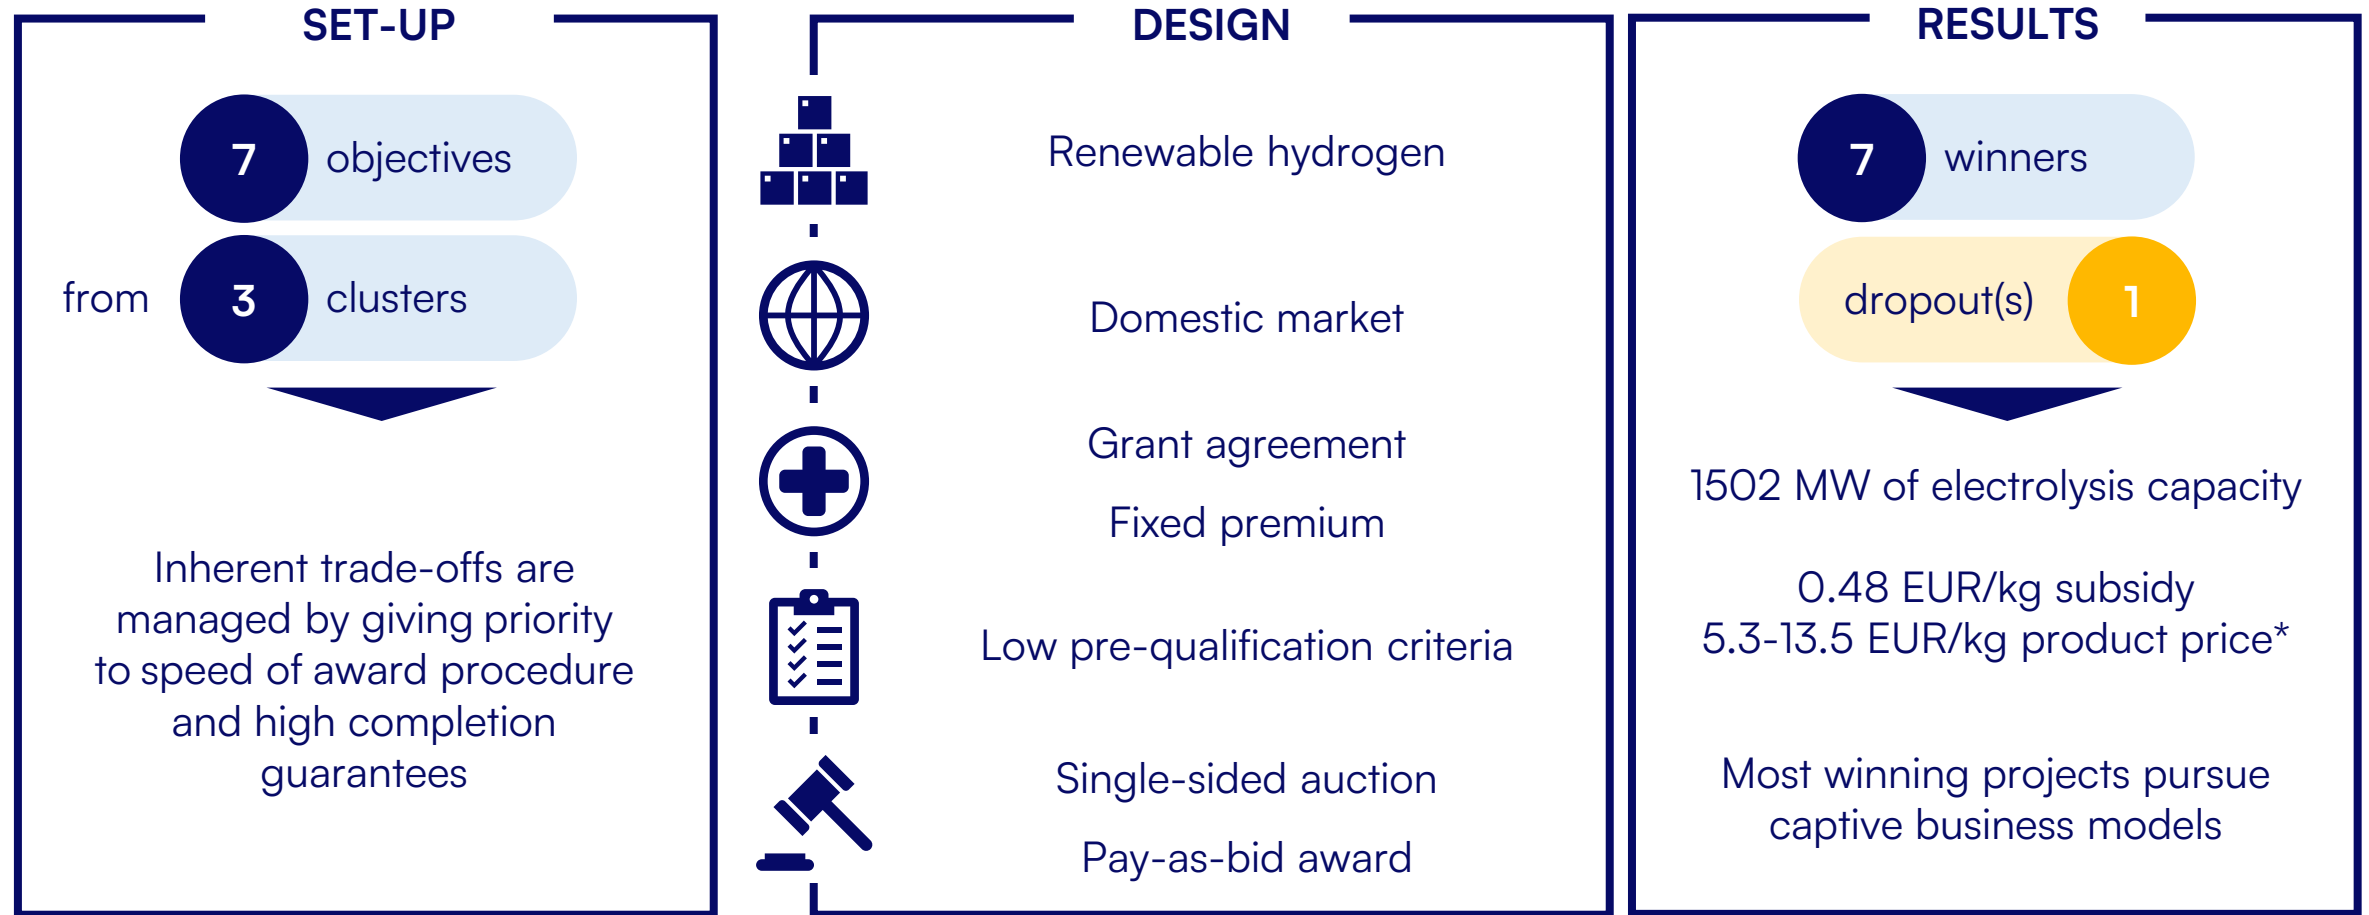 SET-UP
7 objectives
from 3 clusters
Inherent trade-offs are
managed by giving priority
to speed of award procedure
and high completion
guarantees
DESIGN
Renewable hydrogen
Domestic market
Grant agreement
Fixed premium
Low pre-qualification criteria
Single-sided auction
Pay-as-bid award
RESULTS
7 winners
dropout(s) 1
1502 MW of electrolysis capacity
0.48 EUR/kg subsidy
5.3-13.5 EUR/kg product price*
Most winning projects pursue
captive business models